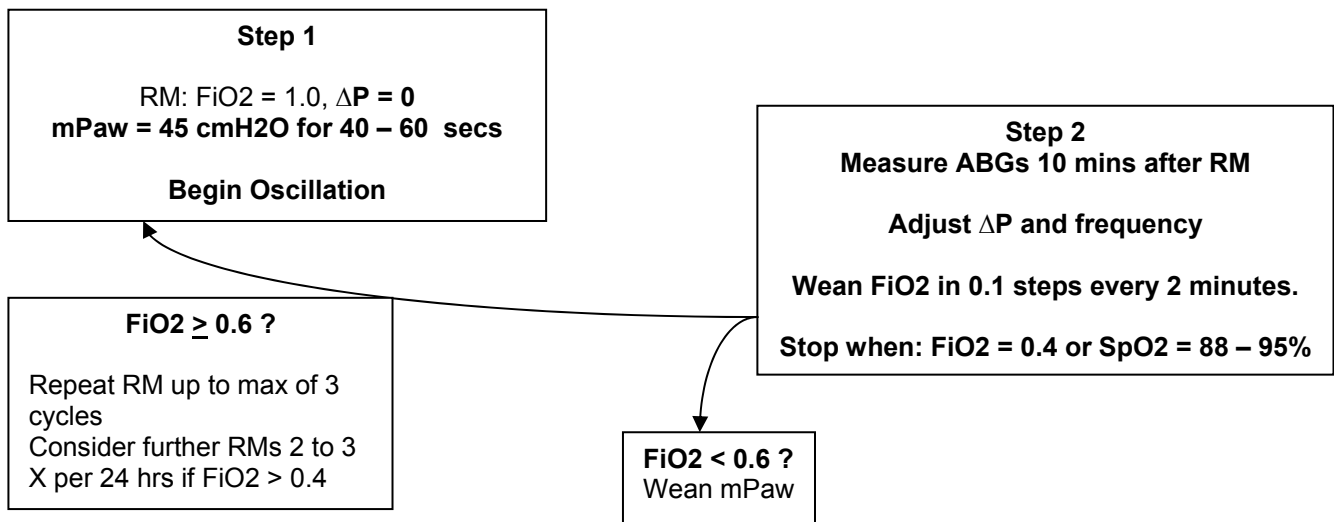 Step 1
RM: FiO2 = 1.0, ∆P = 0
mPaw = 45 cmH2O for 40 – 60 secs
Begin Oscillation
Step 2
Measure ABGs 10 mins after RM
Adjust ∆P and frequency
Wean FiO2 in 0.1 steps every 2 minutes.
Stop when: FiO2 = 0.4 or SpO2 = 88 – 95%
FiO2 ≥ 0.6 ?
Repeat RM up to max of 3
cycles
Consider further RMs 2 to 3
X per 24 hrs if FiO2 > 0.4
FiO2 < 0.6 ?
Wean mPaw